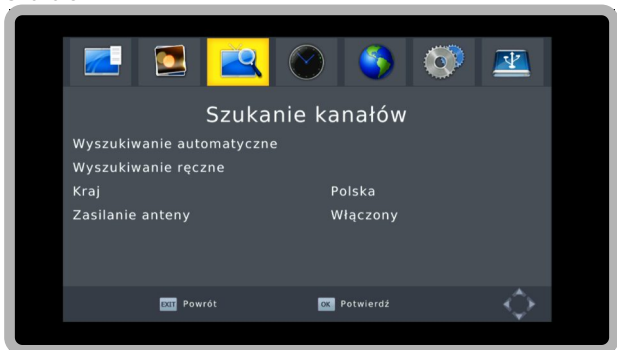 Szukanie kanałów
Wyszukiwanie automatyczne
Wyszukiwanie ręczne
Kraj Polska
Zasilanie anteny Włączony
EXIT Powrót OK Potwierdź